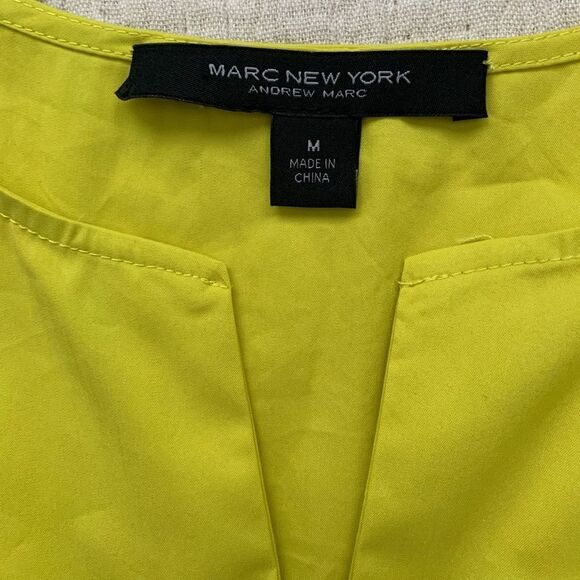 MARC NEW YORK
ANDREW MARC
M
MADE IN
CHINA